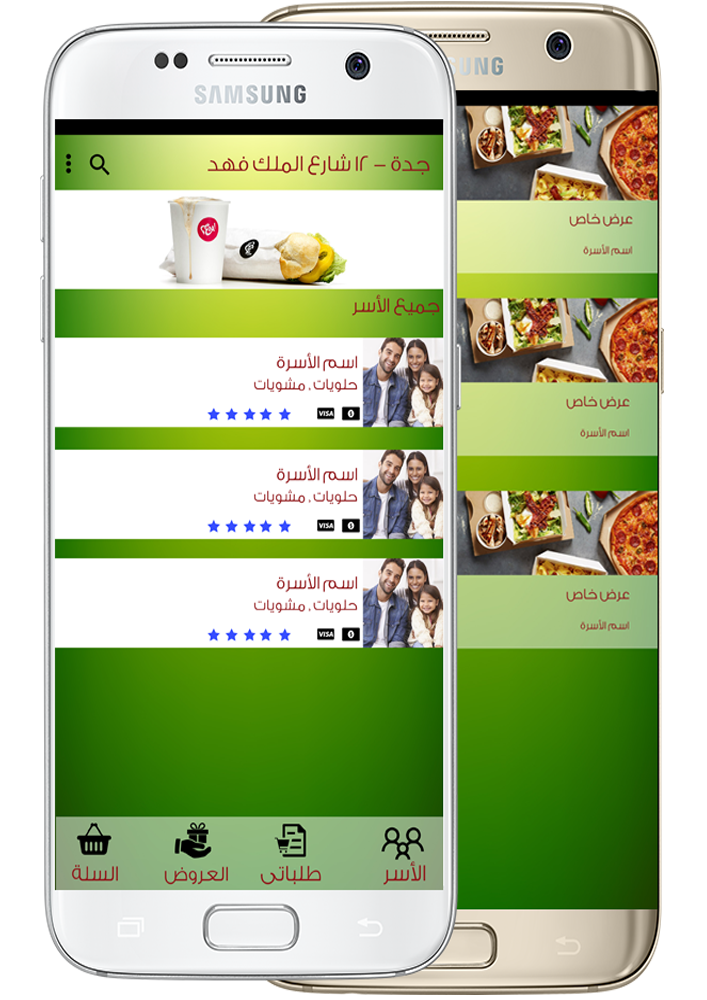 SAMSUNG
جدة – ١٢ شارع الملك فهد
جميع الأسر
اسم الأسرة
حلويات , مشويات
VISA
اسم الأسرة
حلويات , مشويات
VISA
اسم الأسرة
حلويات , مشويات
VISA
الأسر
طلباتى
العروض
السلة
UNG
عرض خاص
اسم الأسرة
عرض خاص
اسم الأسرة
عرض خاص
اسم الأسرة